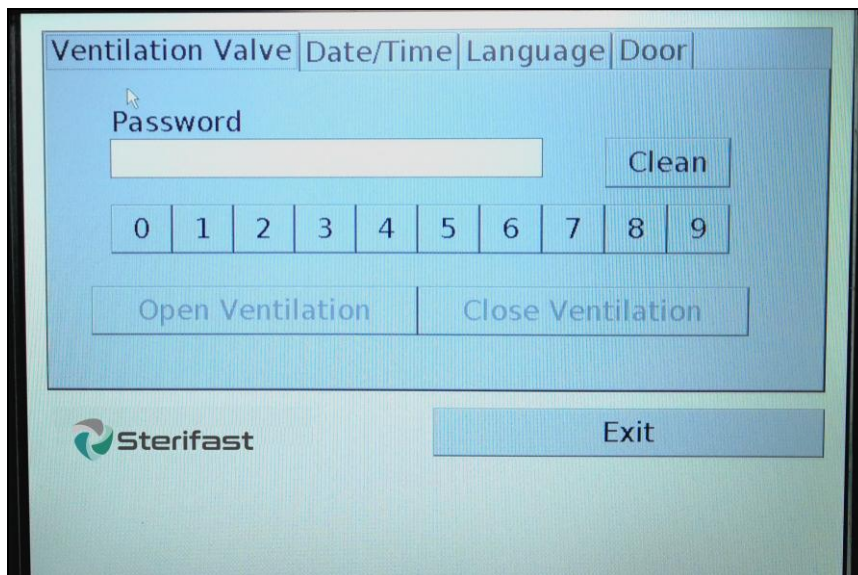 Ventilation Valve Date/Time Language Door
Password
Clean
0 1 2 3 4 5 6 7 8 9
Open Ventilation Close Ventilation
Sterifast Exit